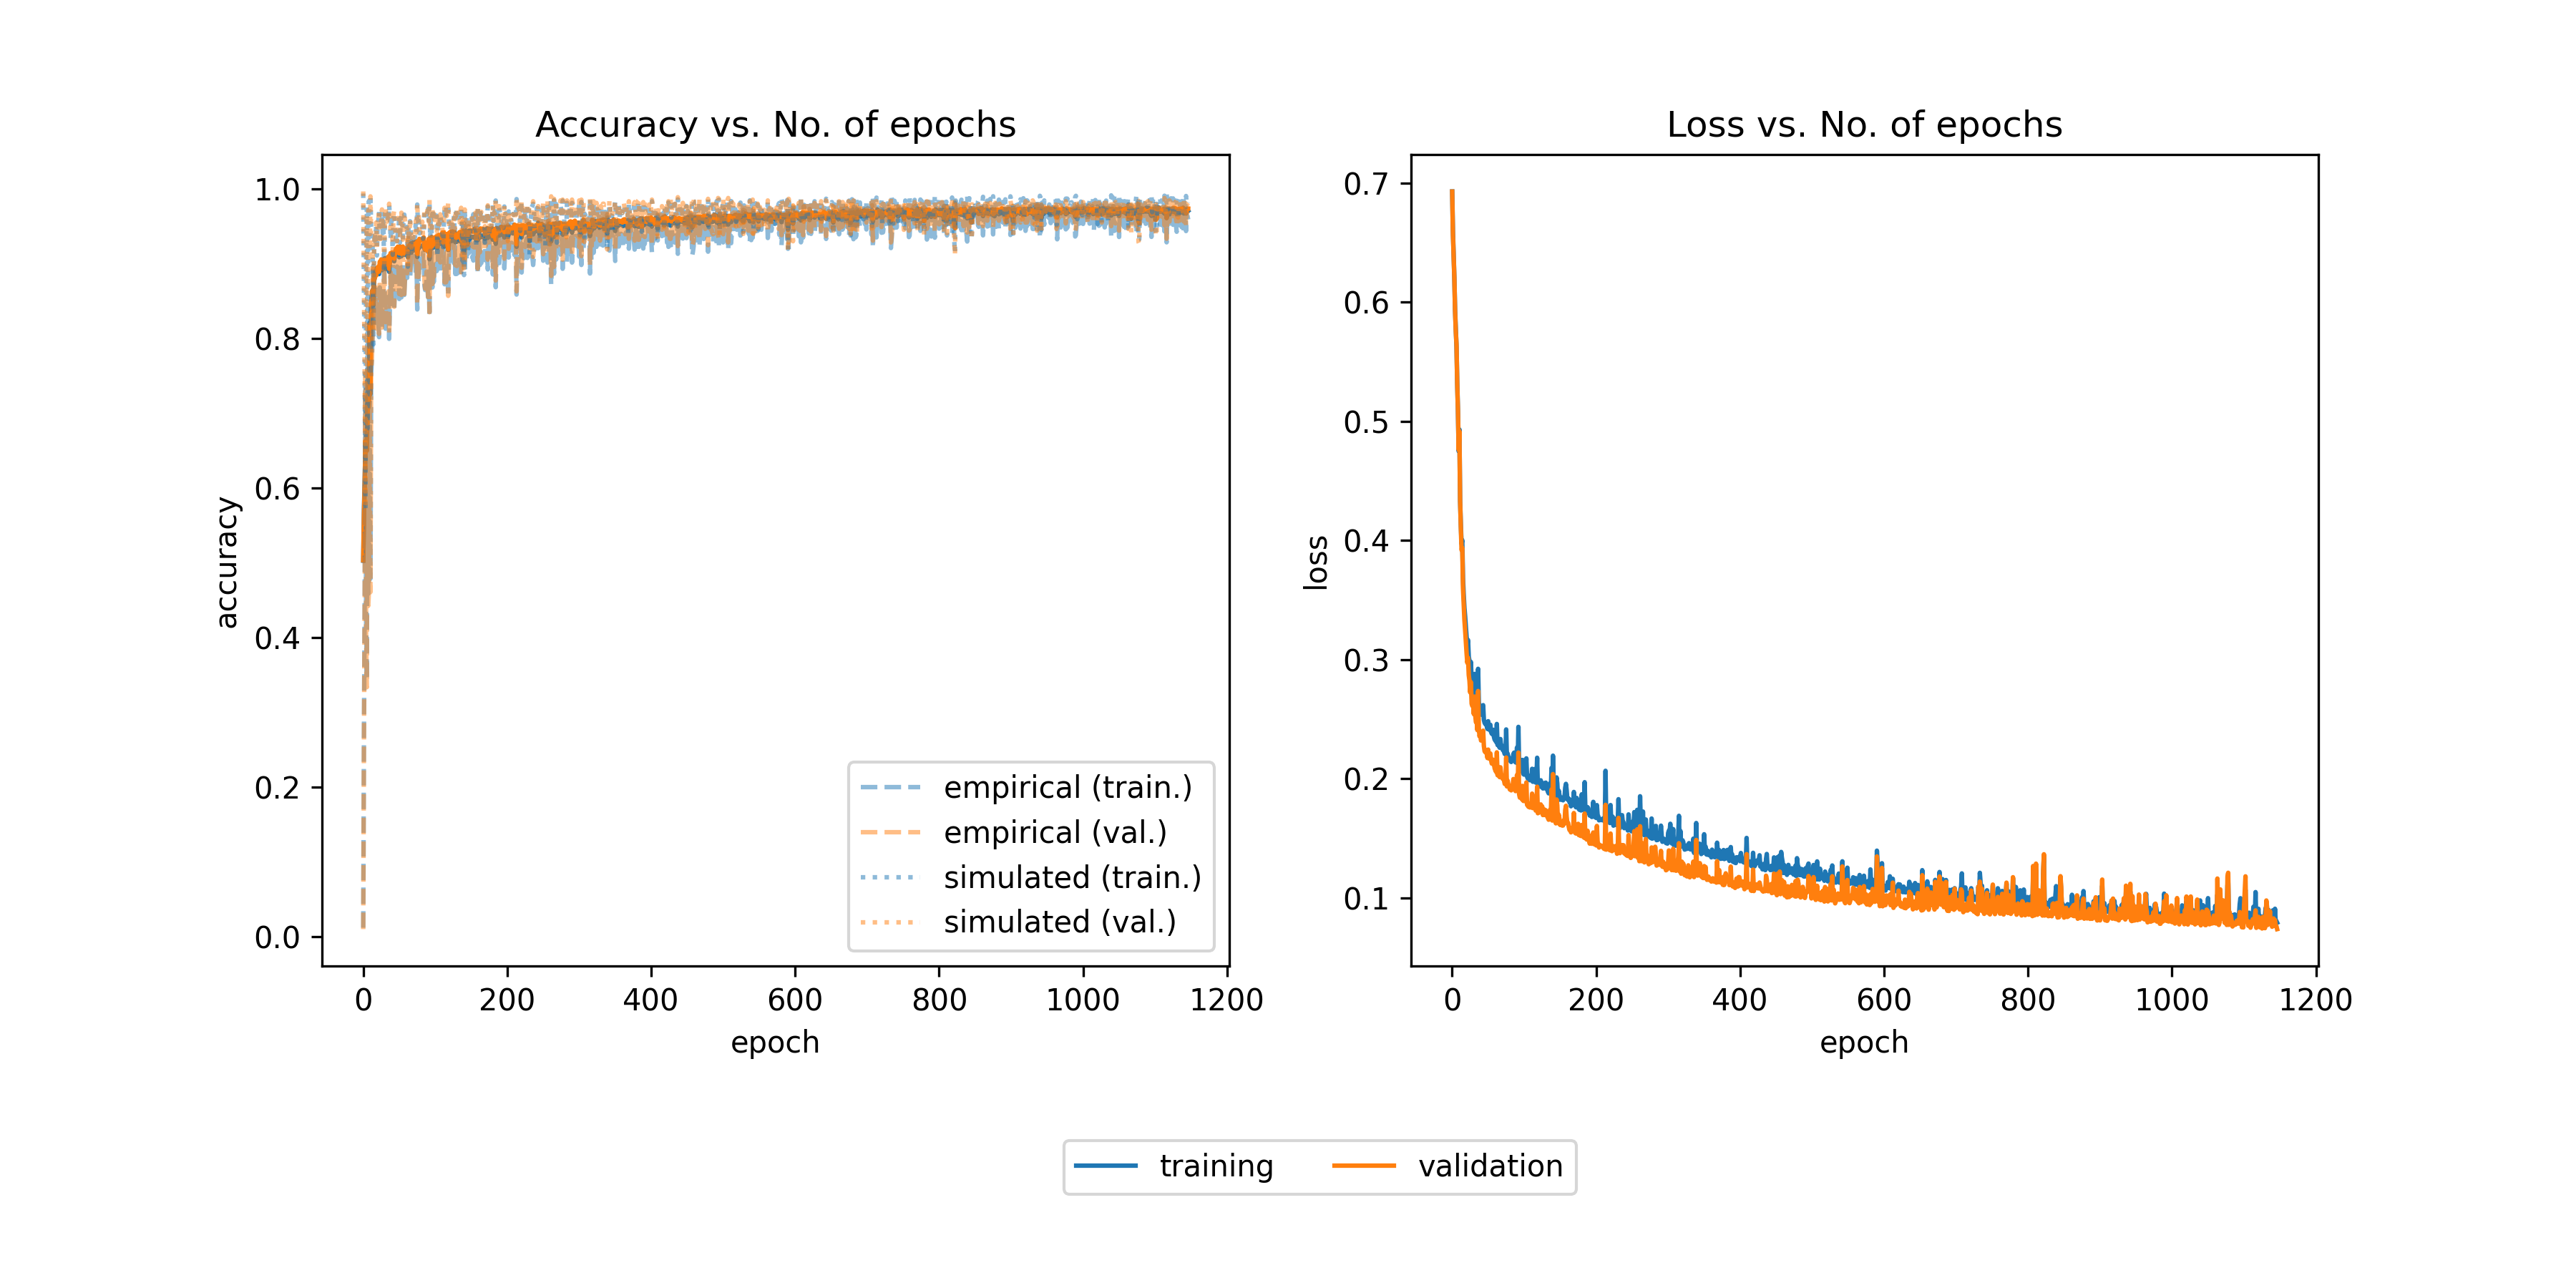 Accuracy vs. No. of epochs
1.0
0.8
0.6
0.4
0.2
0.0
accuracy
0 200 400 600 800 1000 1200
epoch
empirical (train.)
empirical (val.)
simulated (train.)
simulated (val.)
Loss vs. No. of epochs
0.7
0.6
0.5
0.4
0.3
0.2
0.1
loss
0 200 400 600 800 1000 1200
epoch
training validation